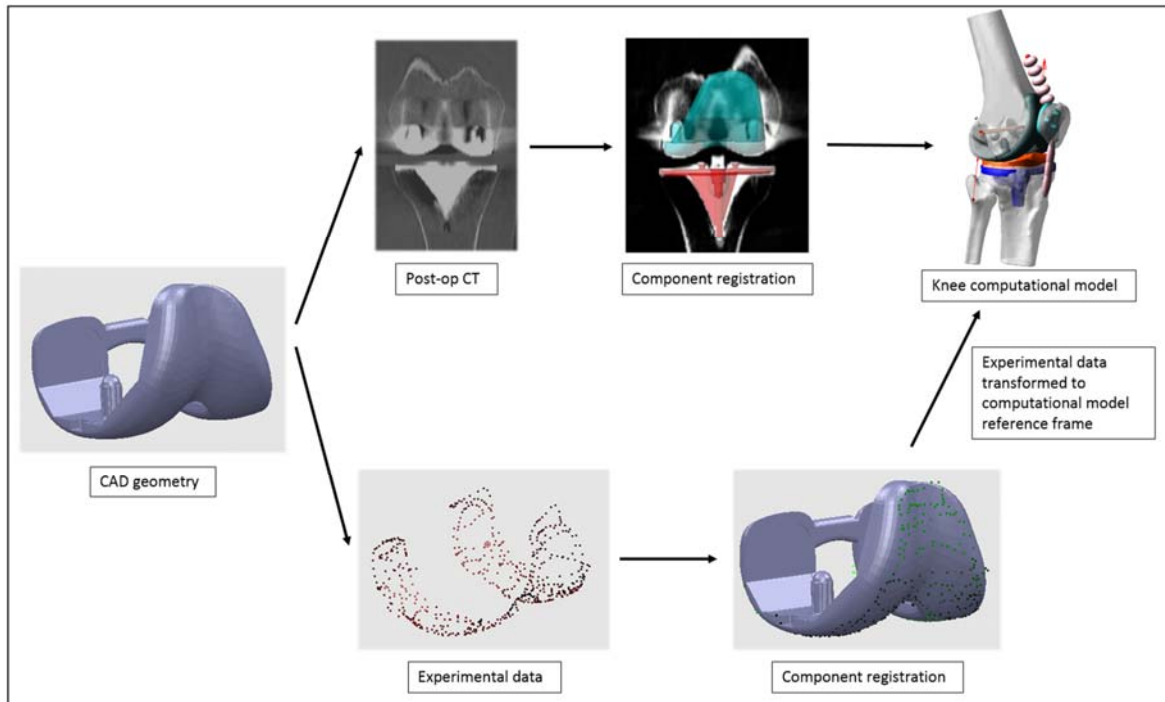 Post-op CT
Component registration
Knee computational model
CAD geometry
Experimental data
transformed to
computational model
reference frame
Experimental data
Component registration